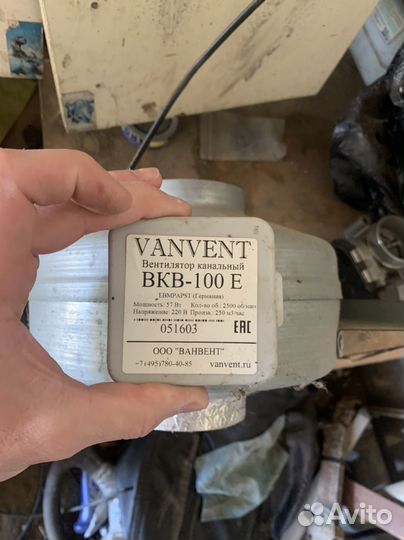 VANVENT
Вентилятор канальный
ВКВ-100 Е
EBMPAPST (Германия)
Мощность: 57 Вт Кол-во об.: 2500 об/мин
Напряжение: 220 В Произв.: 250 м3/час
051603
EAC
ООО "ВАНВЕНТ"
+7(495)780-40-85 vanvent.ru
Avito